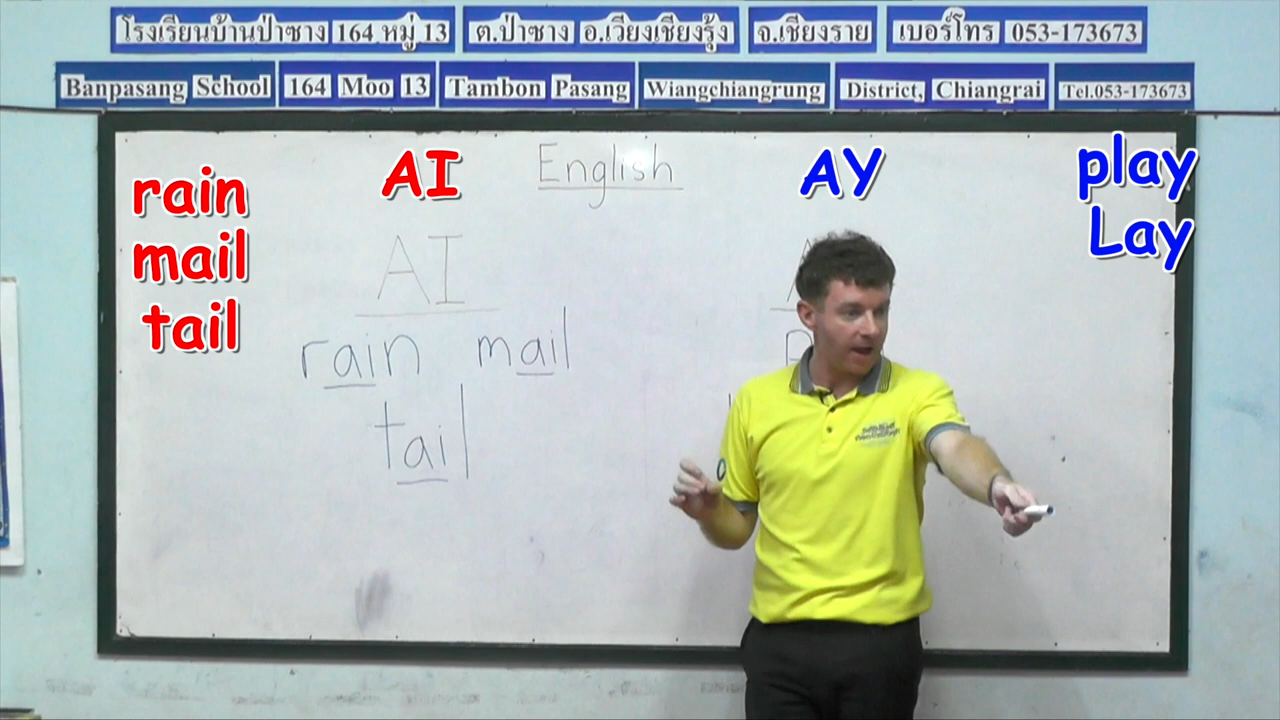 โรงเรียนบ้านป่าซาง 164 หมู่ 13 ต.ป่าซาง อ.เวียงเชียงรุ้ง จ.เชียงราย เบอร์โทร 053-173673
Banpasang School 164 Moo 13 Tambon Pasang Wiangchiangrung District, Chiangrai Tel.053-173673
English
AI
rain
mail
tail
AI
rain mail
tail
AY
play
Lay